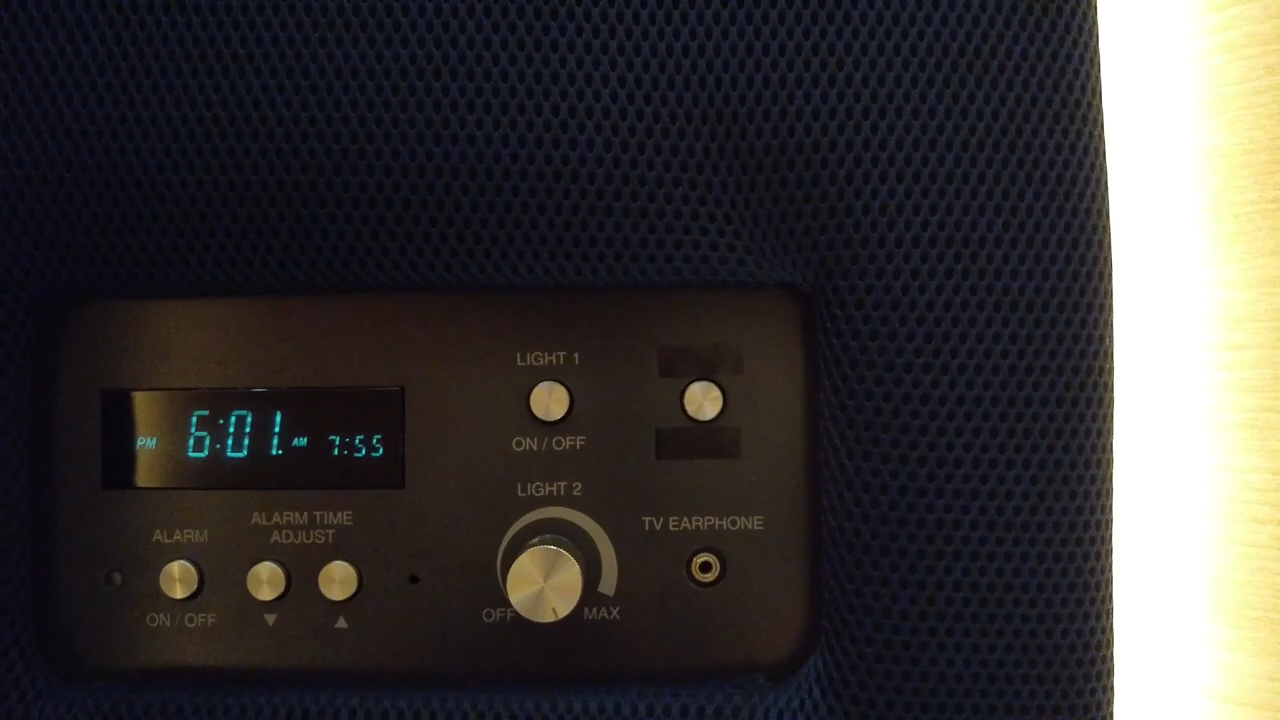 PM 6:01. AM 7:55
ALARM
ON / OFF
ALARM TIME
ADJUST
▼ ▲
LIGHT 1
ON / OFF
LIGHT 2
OFF MAX
TV EARPHONE